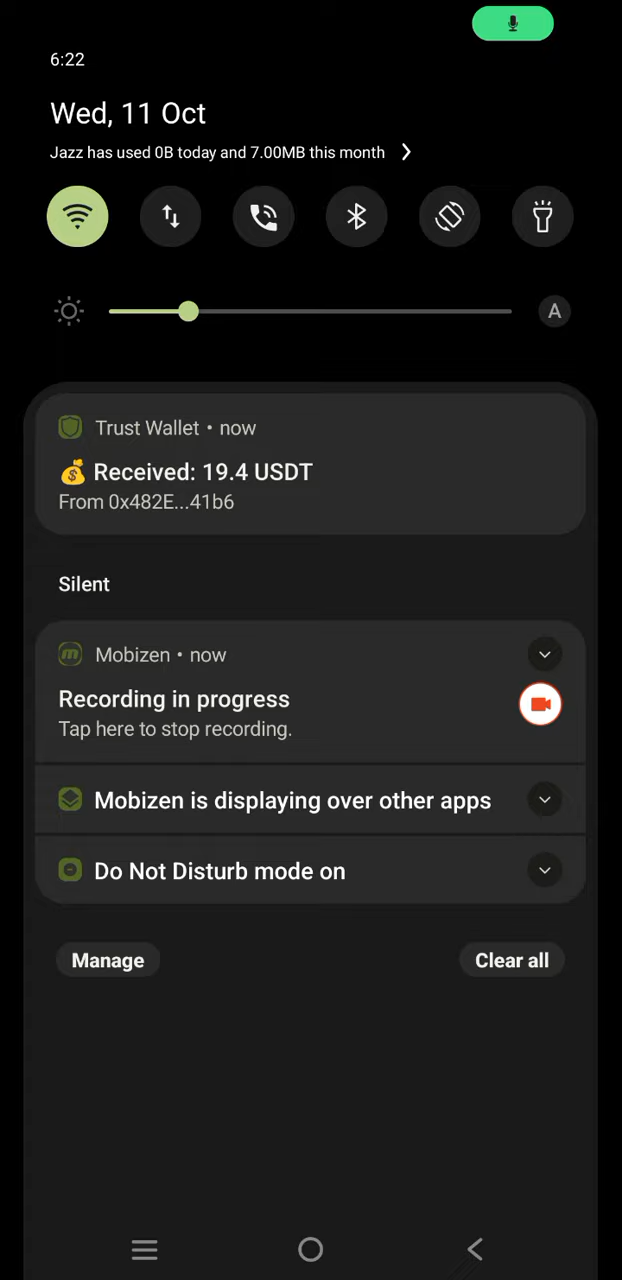 6:22
Wed, 11 Oct
Jazz has used 0B today and 7.00MB this month
A
Trust Wallet • now
💰 Received: 19.4 USDT
From 0x482E...41b6
Silent
m
Mobizen • now
Recording in progress
Tap here to stop recording.
Mobizen is displaying over other apps
Do Not Disturb mode on
Manage
Clear all